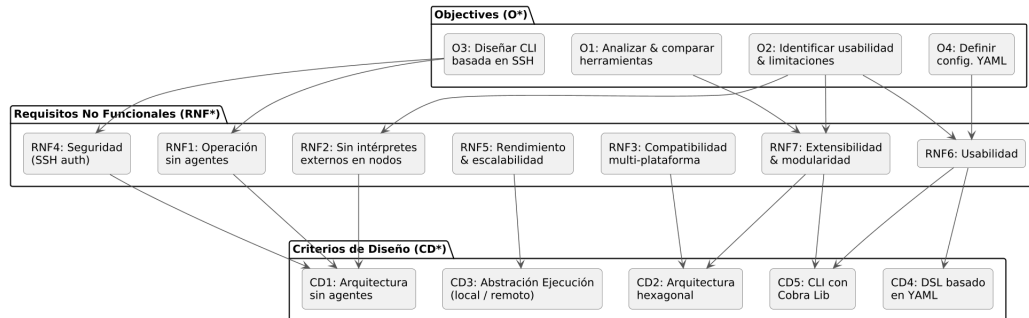 Objectives (O*)
O3: Diseñar CLI
basada en SSH
O1: Analizar & comparar
herramientas
O2: Identificar usabilidad
& limitaciones
O4: Definir
config. YAML
Requisitos No Funcionales (RNF*)
RNF4: Seguridad
(SSH auth)
RNF1: Operación
sin agentes
RNF2: Sin intérpretes
externos en nodos
RNF5: Rendimiento
& escalabilidad
RNF3: Compatibilidad
multi-plataforma
RNF7: Extensibilidad
& modularidad
RNF6: Usabilidad
Criterios de Diseño (CD*)
CD1: Arquitectura
sin agentes
CD3: Abstración Ejecución
(local / remoto)
CD2: Arquitectura
hexagonal
CD5: CLI con
Cobra Lib
CD4: DSL basado
en YAML